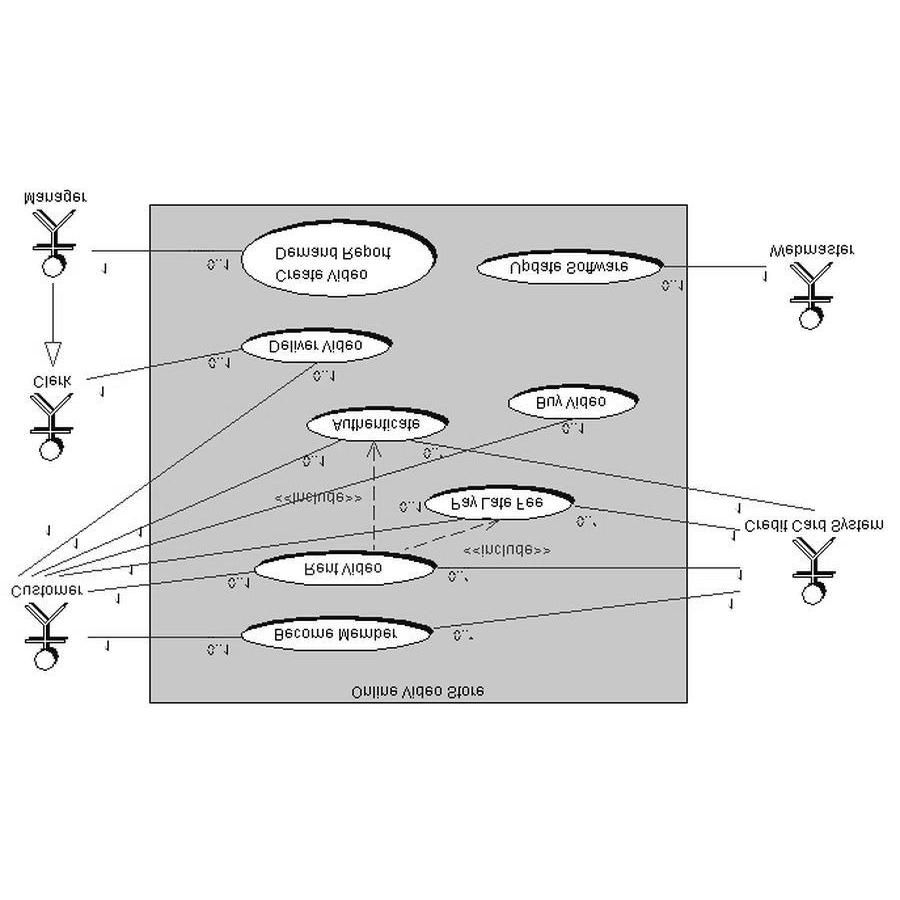 Online Video Store
1
0..1
Become Member
0..*
1
Customer
1
0..1
Rent Video
0..*
1
1
<<include>>
1
1
1
0..1
Pay Late Fee
0..*
1
Credit Card System
1
<<include>>
0..1
Authenticate
0..*
0..1
Buy Video
Clerk
1
0..1
0..1
Deliver Video
0..1
Update Software
1
Webmaster
1
0..1
Create Video
Demand Report
Manager